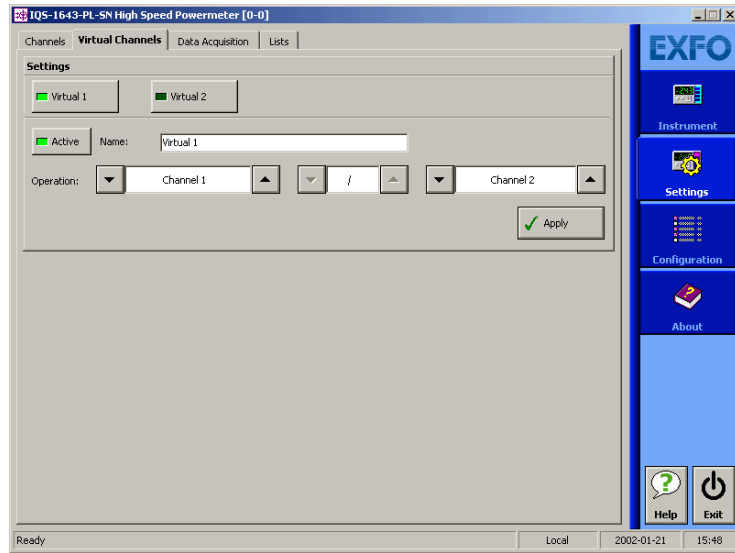 IQS-1643-PL-SN High Speed Powermeter [0-0]
Channels Virtual Channels Data Acquisition Lists
EXFO
Settings
Virtual 1 Virtual 2
Instrument
Active Name: Virtual 1
Operation: Channel 1 / Channel 2
Settings
Apply
Configuration
About
Help Exit
Ready Local 2002-01-21 15:48